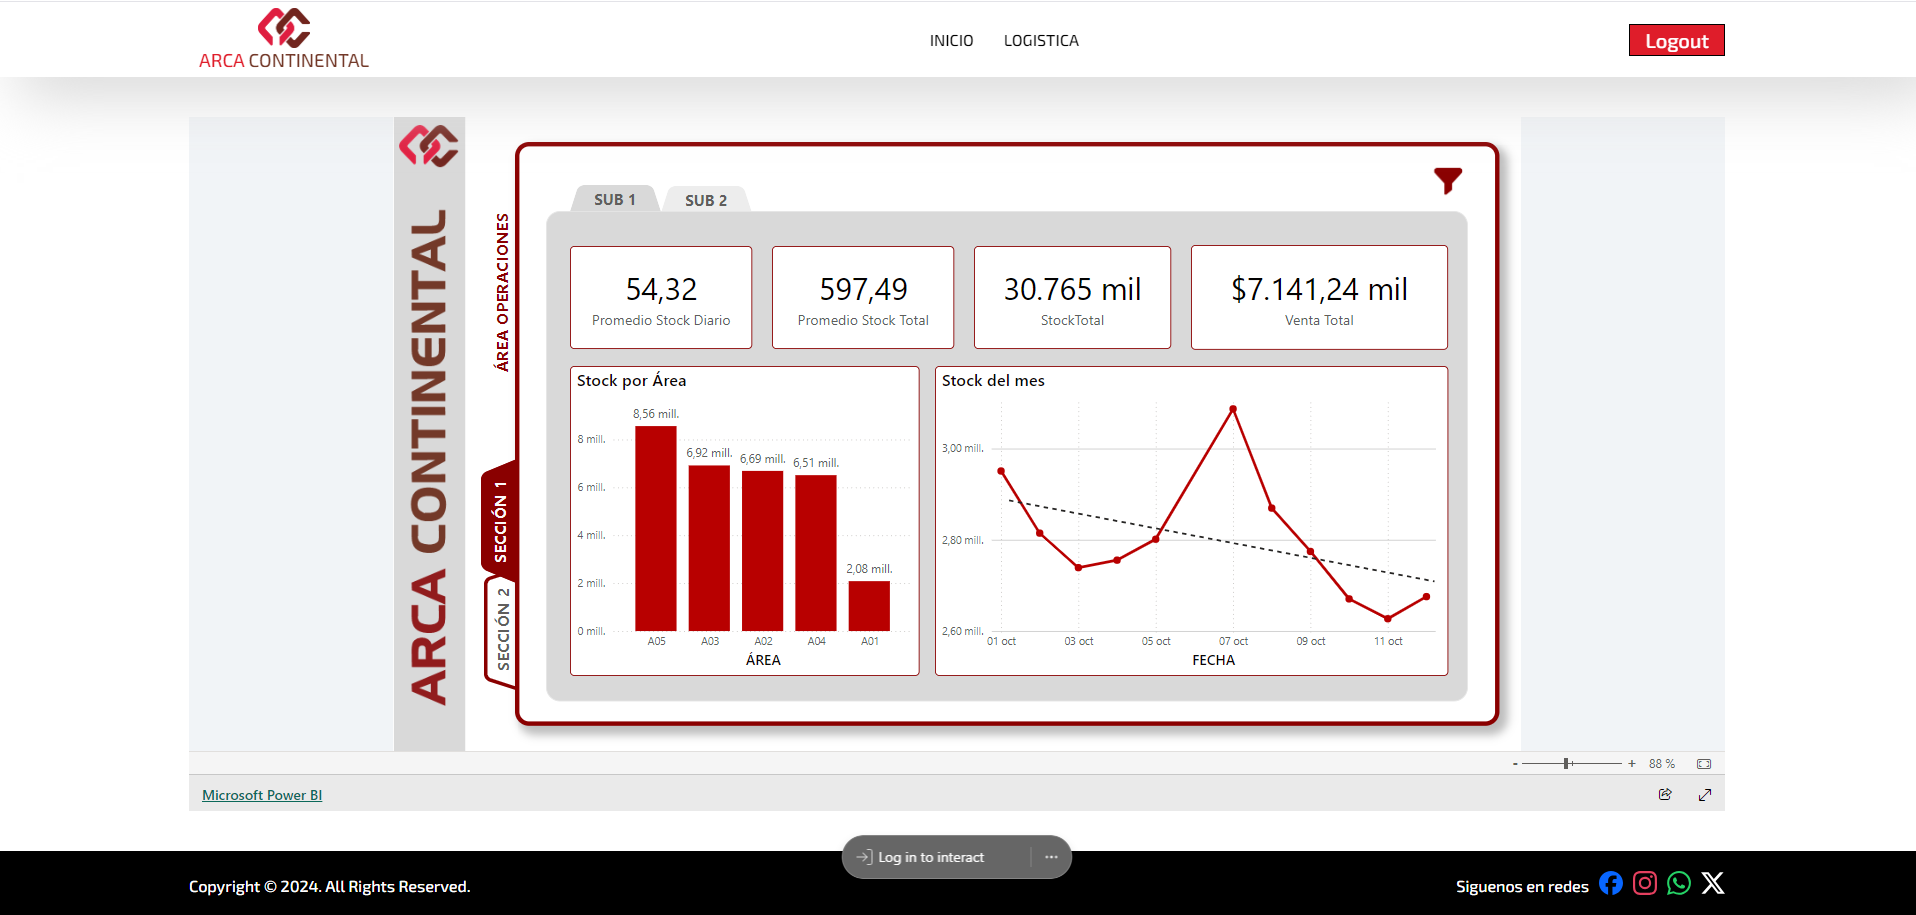 ARCA CONTINENTAL
INICIO
LOGISTICA
Logout
ARCA CONTINENTAL
ÁREA OPERACIONES
SECCIÓN 1
SECCIÓN 2
SUB 1
SUB 2
54,32
Promedio Stock Diario
597,49
Promedio Stock Total
30.765 mil
StockTotal
$7.141,24 mil
Venta Total
Stock por Área
8 mill.
6 mill.
4 mill.
2 mill.
0 mill.
8,56 mill.
6,92 mill.
6,69 mill.
6,51 mill.
2,08 mill.
A05
A03
A02
A04
A01
ÁREA
Stock del mes
3,00 mill.
2,80 mill.
2,60 mill.
01 oct
03 oct
05 oct
07 oct
09 oct
11 oct
FECHA
- + 88 %
Microsoft Power BI
Log in to interact
Copyright © 2024. All Rights Reserved.
Siguenos en redes